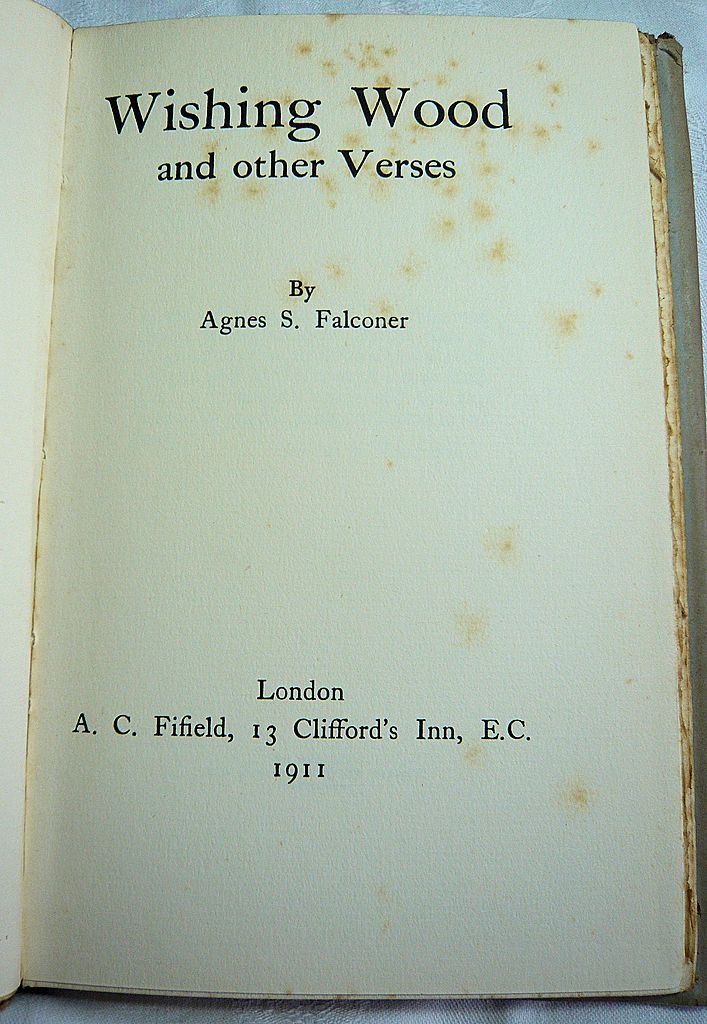 Wishing Wood
and other Verses
By
Agnes S. Falconer
London
A. C. Fifield, 13 Clifford's Inn, E.C.
1911